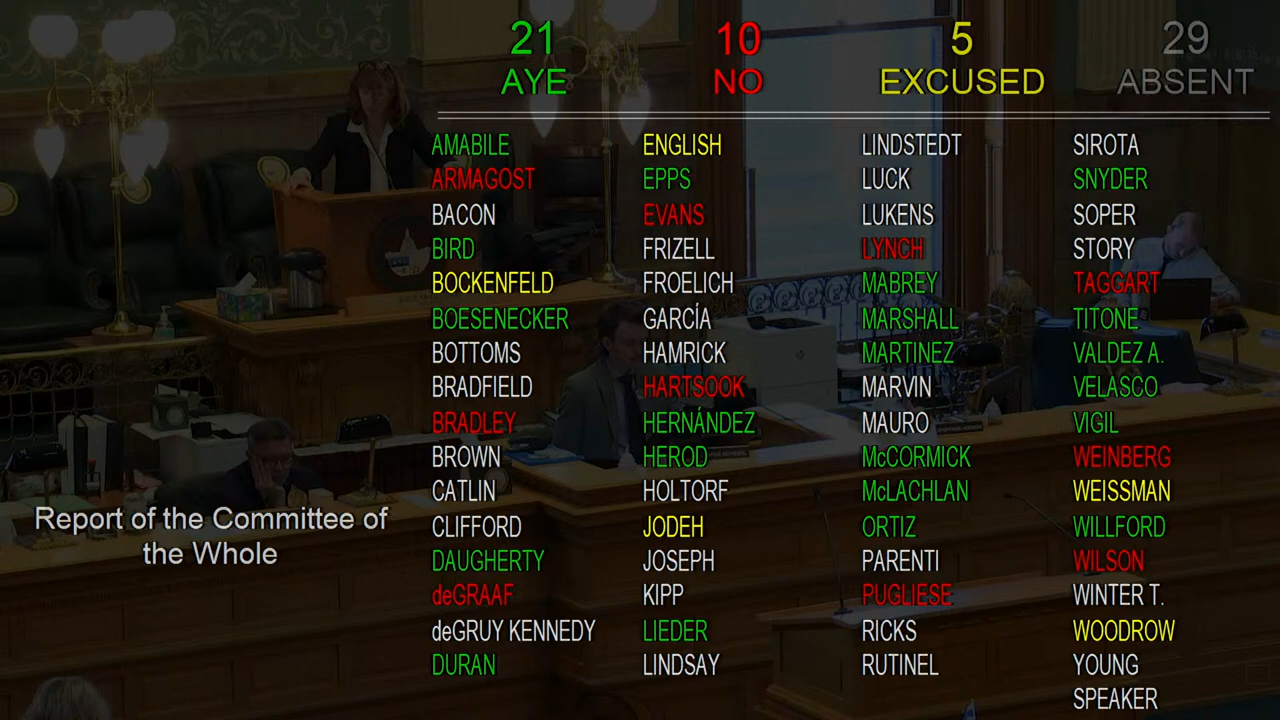 21
AYE
10
NO
5
EXCUSED
29
ABSENT
AMABILE
ARMAGOST
BACON
BIRD
BOCKENFELD
BOESENECKER
BOTTOMS
BRADFIELD
BRADLEY
BROWN
CATLIN
CLIFFORD
DAUGHERTY
deGRAAF
deGRUY KENNEDY
DURAN
ENGLISH
EPPS
EVANS
FRIZELL
FROELICH
GARCÍA
HAMRICK
HARTSOOK
HERNÁNDEZ
HEROD
HOLTORF
JODEH
JOSEPH
KIPP
LIEDER
LINDSAY
LINDSTEDT
LUCK
LUKENS
LYNCH
MABREY
MARSHALL
MARTINEZ
MARVIN
MAURO
McCORMICK
McLACHLAN
ORTIZ
PARENTI
PUGLIESE
RICKS
RUTINEL
SIROTA
SNYDER
SOPER
STORY
TAGGART
TITONE
VALDEZ A.
VELASCO
VIGIL
WEINBERG
WEISSMAN
WILLFORD
WILSON
WINTER T.
WOODROW
YOUNG
SPEAKER
Report of the Committee of
the Whole